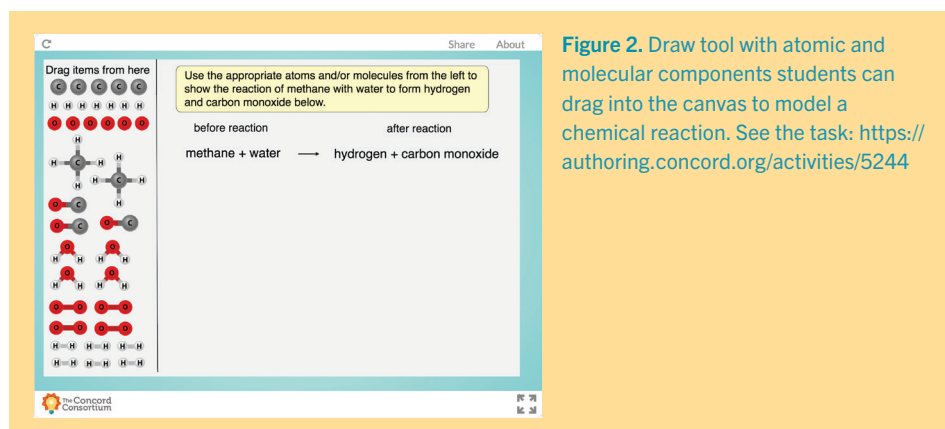 Share About
Drag items from here
C C C C C
H H H H H H H
O O O O O O
H
H C H
H
H
H C H
H
O C
O C
O C
O O
H H H H
O O
H H H H
O O O O
O O O O
H H H H H H
H H H H H H
Use the appropriate atoms and/or molecules from the left to
show the reaction of methane with water to form hydrogen
and carbon monoxide below.
before reaction after reaction
methane + water → hydrogen + carbon monoxide
The Concord
Consortium
Figure 2. Draw tool with atomic and
molecular components students can
drag into the canvas to model a
chemical reaction. See the task: https://
authoring.concord.org/activities/5244